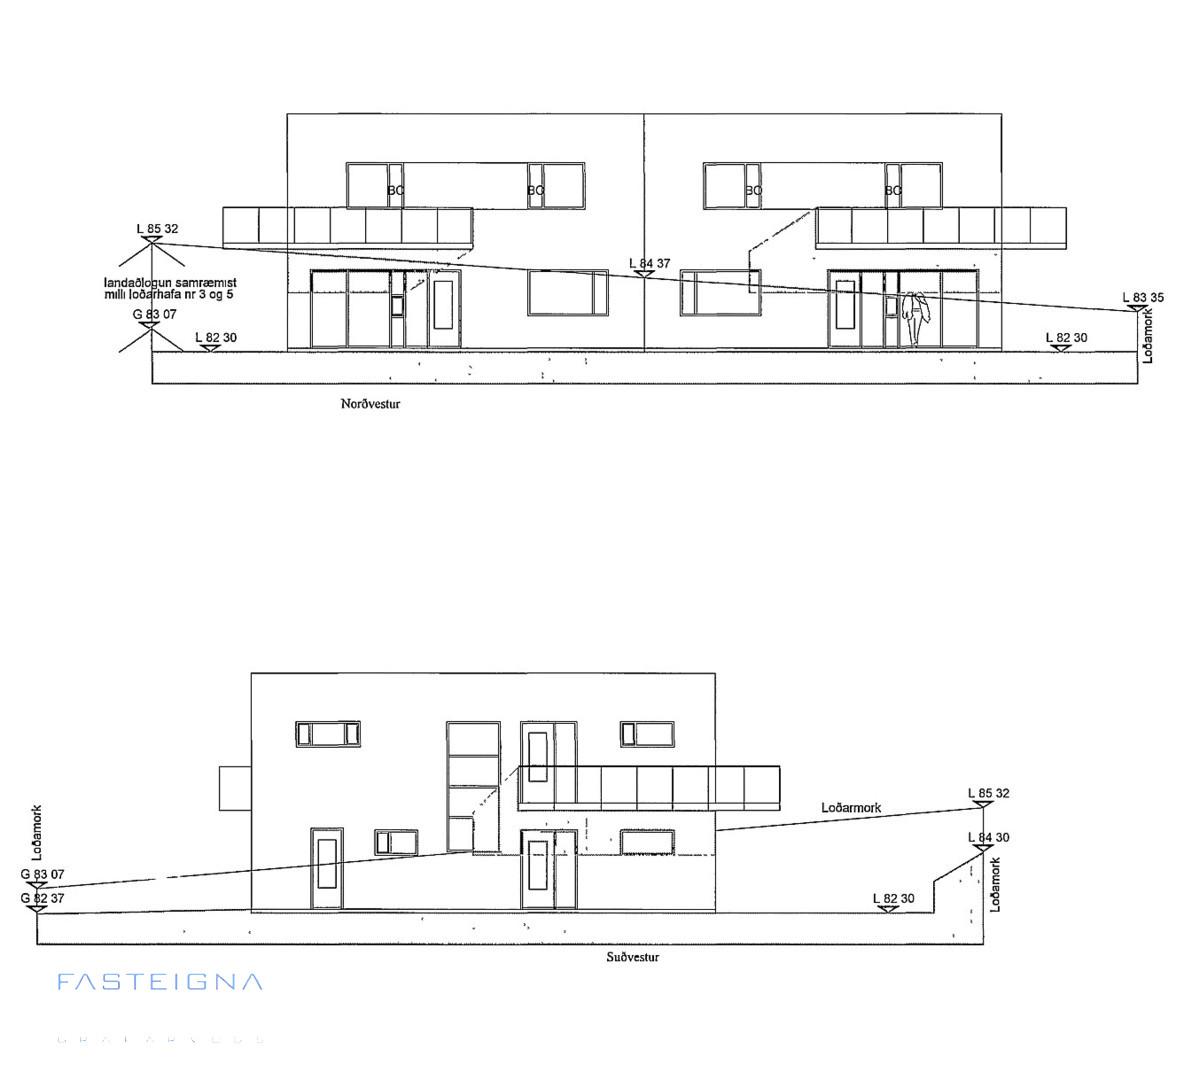 BO BO BO BO
L 85 32
L 84 37
landaðlogun samræmist
milli loðarhafa nr 3 og 5
L 83 35
G 83 07
L 82 30
L 82 30
Loðamork
Norðvestur
L 85 32
Loðarmork
L 84 30
Loðamork
G 83 07
G 82 37
L 82 30
Loðamork
Suðvestur
FASTEIGNA